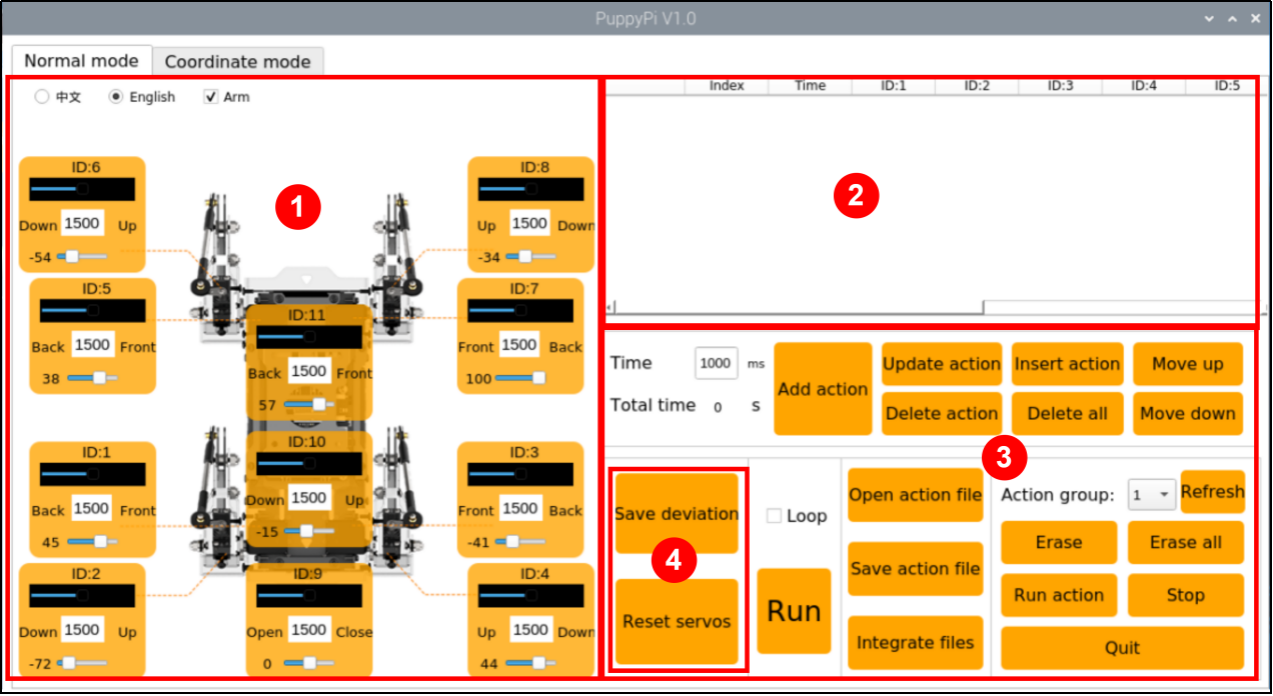 PuppyPi V1.0
Normal mode
Coordinate mode
中文
English
Arm
1
ID:6
1500
Down
Up
-54
ID:8
1500
Up
Down
-34
ID:5
1500
Back
Front
38
ID:7
1500
Front
Back
100
ID:11
1500
Back
Front
57
ID:1
1500
Back
Front
45
ID:10
1500
Down
Up
-15
ID:3
1500
Front
Back
-41
ID:2
1500
Down
Up
-72
ID:9
1500
Open
Close
0
ID:4
1500
Up
Down
44
Index Time ID:1 ID:2 ID:3 ID:4 ID:5
2
Time 1000 ms
Total time 0 S
Add action
Update action
Insert action
Move up
Delete action
Delete all
Move down
3
Save deviation
4
Reset servos
Loop
Run
Open action file
Save action file
Integrate files
Action group: 1
Refresh
Erase
Erase all
Run action
Stop
Quit